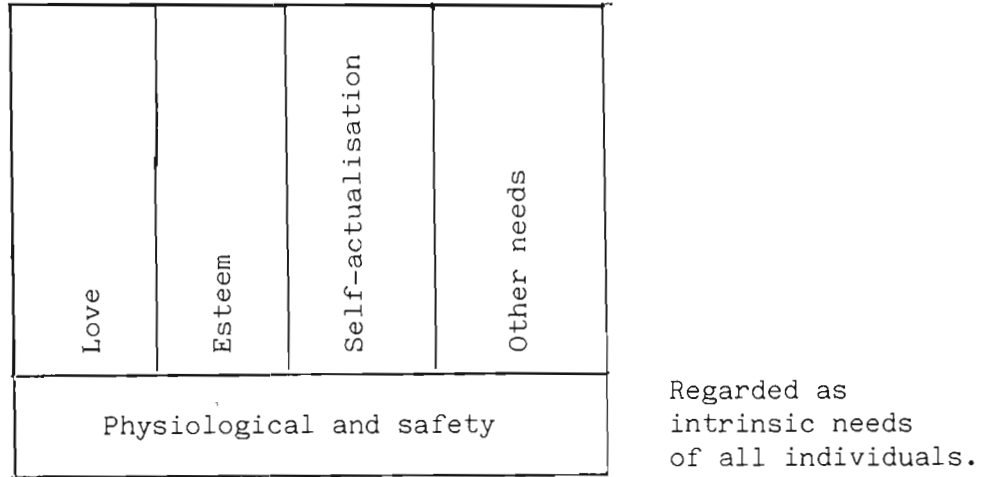 Love
Esteem
Self-actualisation
Other needs
Physiological and safety
Regarded as
intrinsic needs
of all individuals.